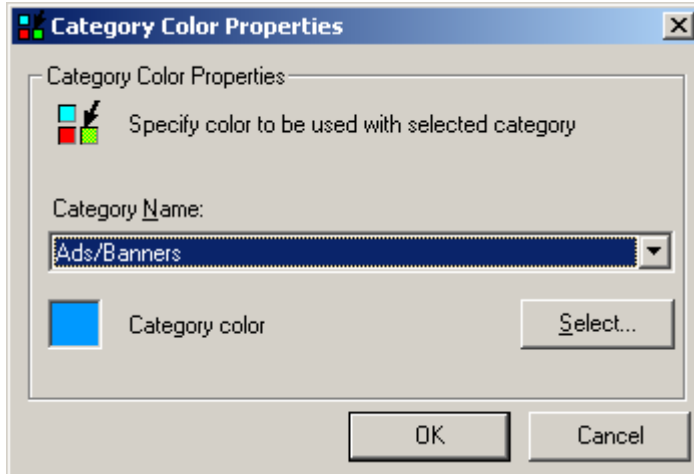 Category Color Properties
Category Color Properties
Specify color to be used with selected category
Category Name:
Ads/Banners
Category color
Select...
OK
Cancel